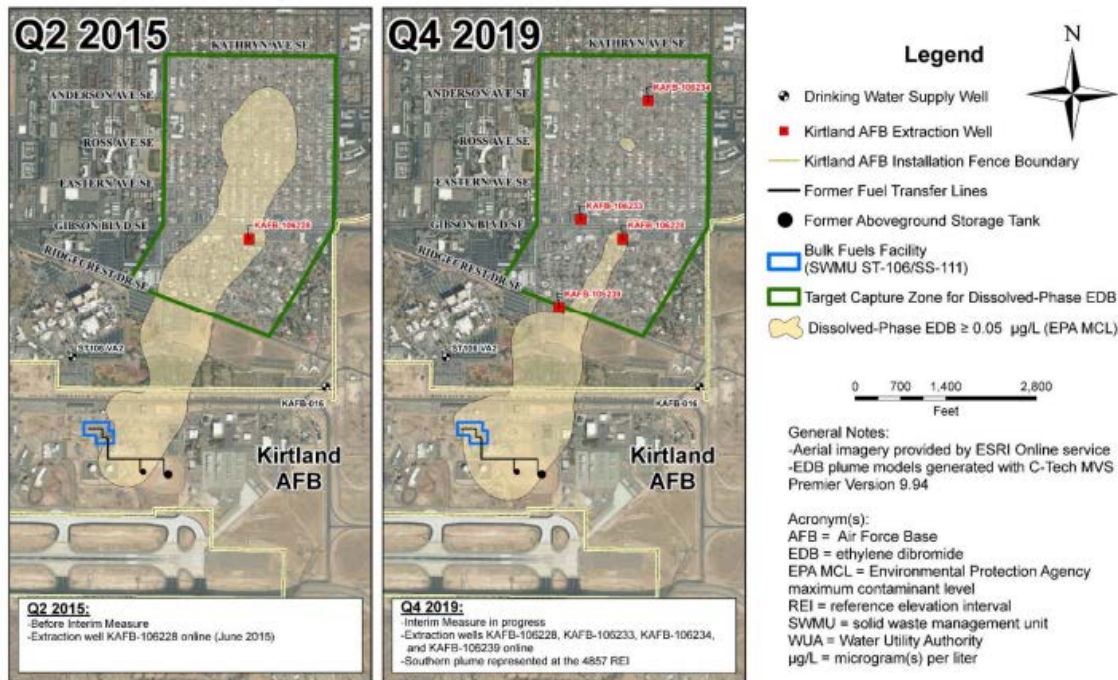 Q2 2015
KATHRYN AVE SE
ANDERSON AVE SE
ROSS AVE SE
EASTERN AVE SE
GIBSON BLVD SE
KAFB-106228
RIDGECREST DR SE
ST106-VA2
KAFB-016
Kirtland
AFB
Q2 2015:
-Before Interim Measure
-Extraction well KAFB-106228 online (June 2015)
Q4 2019
KATHRYN AVE SE
KAFB-106234
ANDERSON AVE SE
ROSS AVE SE
EASTERN AVE SE
KAFB-106233
GIBSON BLVD SE
KAFB-106228
RIDGECREST DR SE
KAFB-106239
ST106-VA2
KAFB-016
Kirtland
AFB
Q4 2019:
-Interim Measure in progress
-Extraction wells KAFB-106228, KAFB-106233, KAFB-106234,
and KAFB-106239 online
-Southern plume represented at the 4857 REI
Legend
N
Drinking Water Supply Well
Kirtland AFB Extraction Well
Kirtland AFB Installation Fence Boundary
Former Fuel Transfer Lines
Former Aboveground Storage Tank
Bulk Fuels Facility
(SWMU ST-106/SS-111)
Target Capture Zone for Dissolved-Phase EDB
Dissolved-Phase EDB ≥ 0.05 µg/L (EPA MCL)
0 700 1,400 2,800
Feet
General Notes:
-Aerial imagery provided by ESRI Online service
-EDB plume models generated with C-Tech MVS
Premier Version 9.94
Acronym(s):
AFB = Air Force Base
EDB = ethylene dibromide
EPA MCL = Environmental Protection Agency
maximum contaminant level
REI = reference elevation interval
SWMU = solid waste management unit
WUA = Water Utility Authority
µg/L = microgram(s) per liter